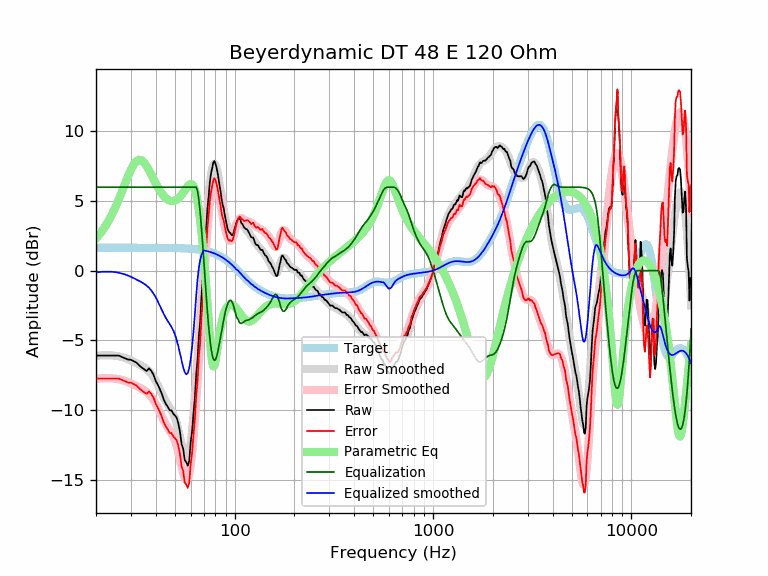 Beyerdynamic DT 48 E 120 Ohm
10
5
0
−5
−10
−15
Amplitude (dBr)
Target
Raw Smoothed
Error Smoothed
Raw
Error
Parametric Eq
Equalization
Equalized smoothed
100
1000
10000
Frequency (Hz)